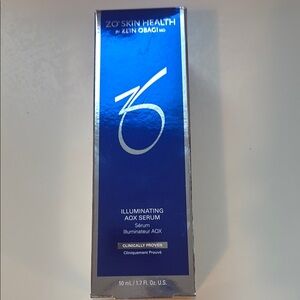 ZO® SKIN HEALTH
BY ZEIN OBAGI MD
ZO
ILLUMINATING
AOX SERUM
Sérum
Illuminateur AOX
CLINICALLY PROVEN
Cliniquement Prouvé
50 mL / 1.7 Fl. Oz. U.S.